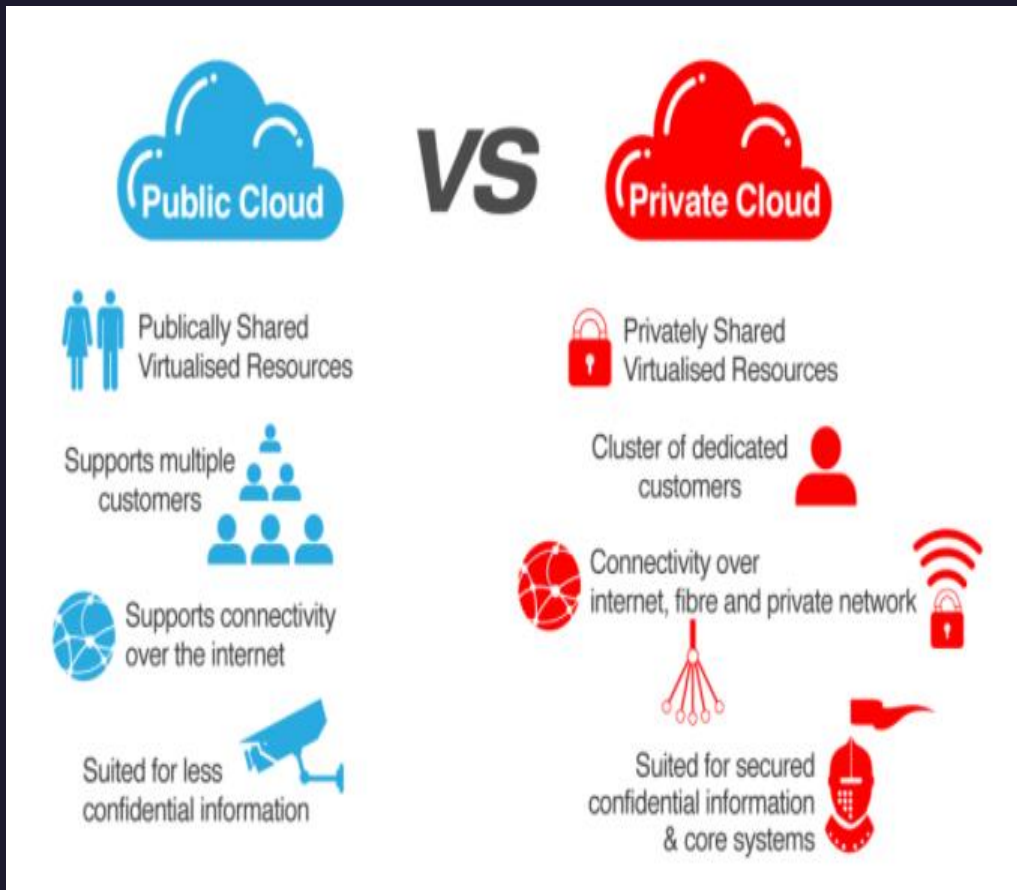 Public Cloud
VS
Private Cloud
Publically Shared
Virtualised Resources
Supports multiple
customers
Supports connectivity
over the internet
Suited for less
confidential information
Privately Shared
Virtualised Resources
Cluster of dedicated
customers
Connectivity over
internet, fibre and private network
Suited for secured
confidential information
& core systems